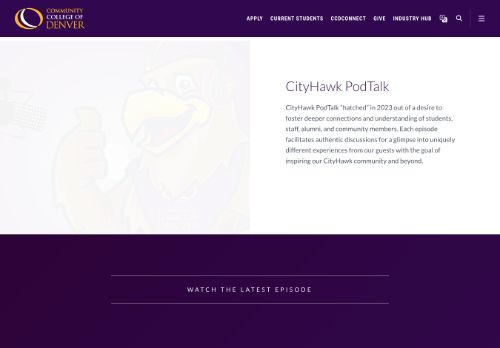 COMMUNITY
COLLEGE OF
DENVER
APPLY CURRENT STUDENTS CCDCONNECT GIVE INDUSTRY HUB
CityHawk PodTalk
CityHawk PodTalk "hatched" in 2023 out of a desire to
foster deeper connections and understanding of students,
staff, alumni, and community members. Each episode
facilitates authentic discussions for a glimpse into uniquely
different experiences from our guests with the goal of
inspiring our CityHawk community and beyond.
WATCH THE LATEST EPISODE